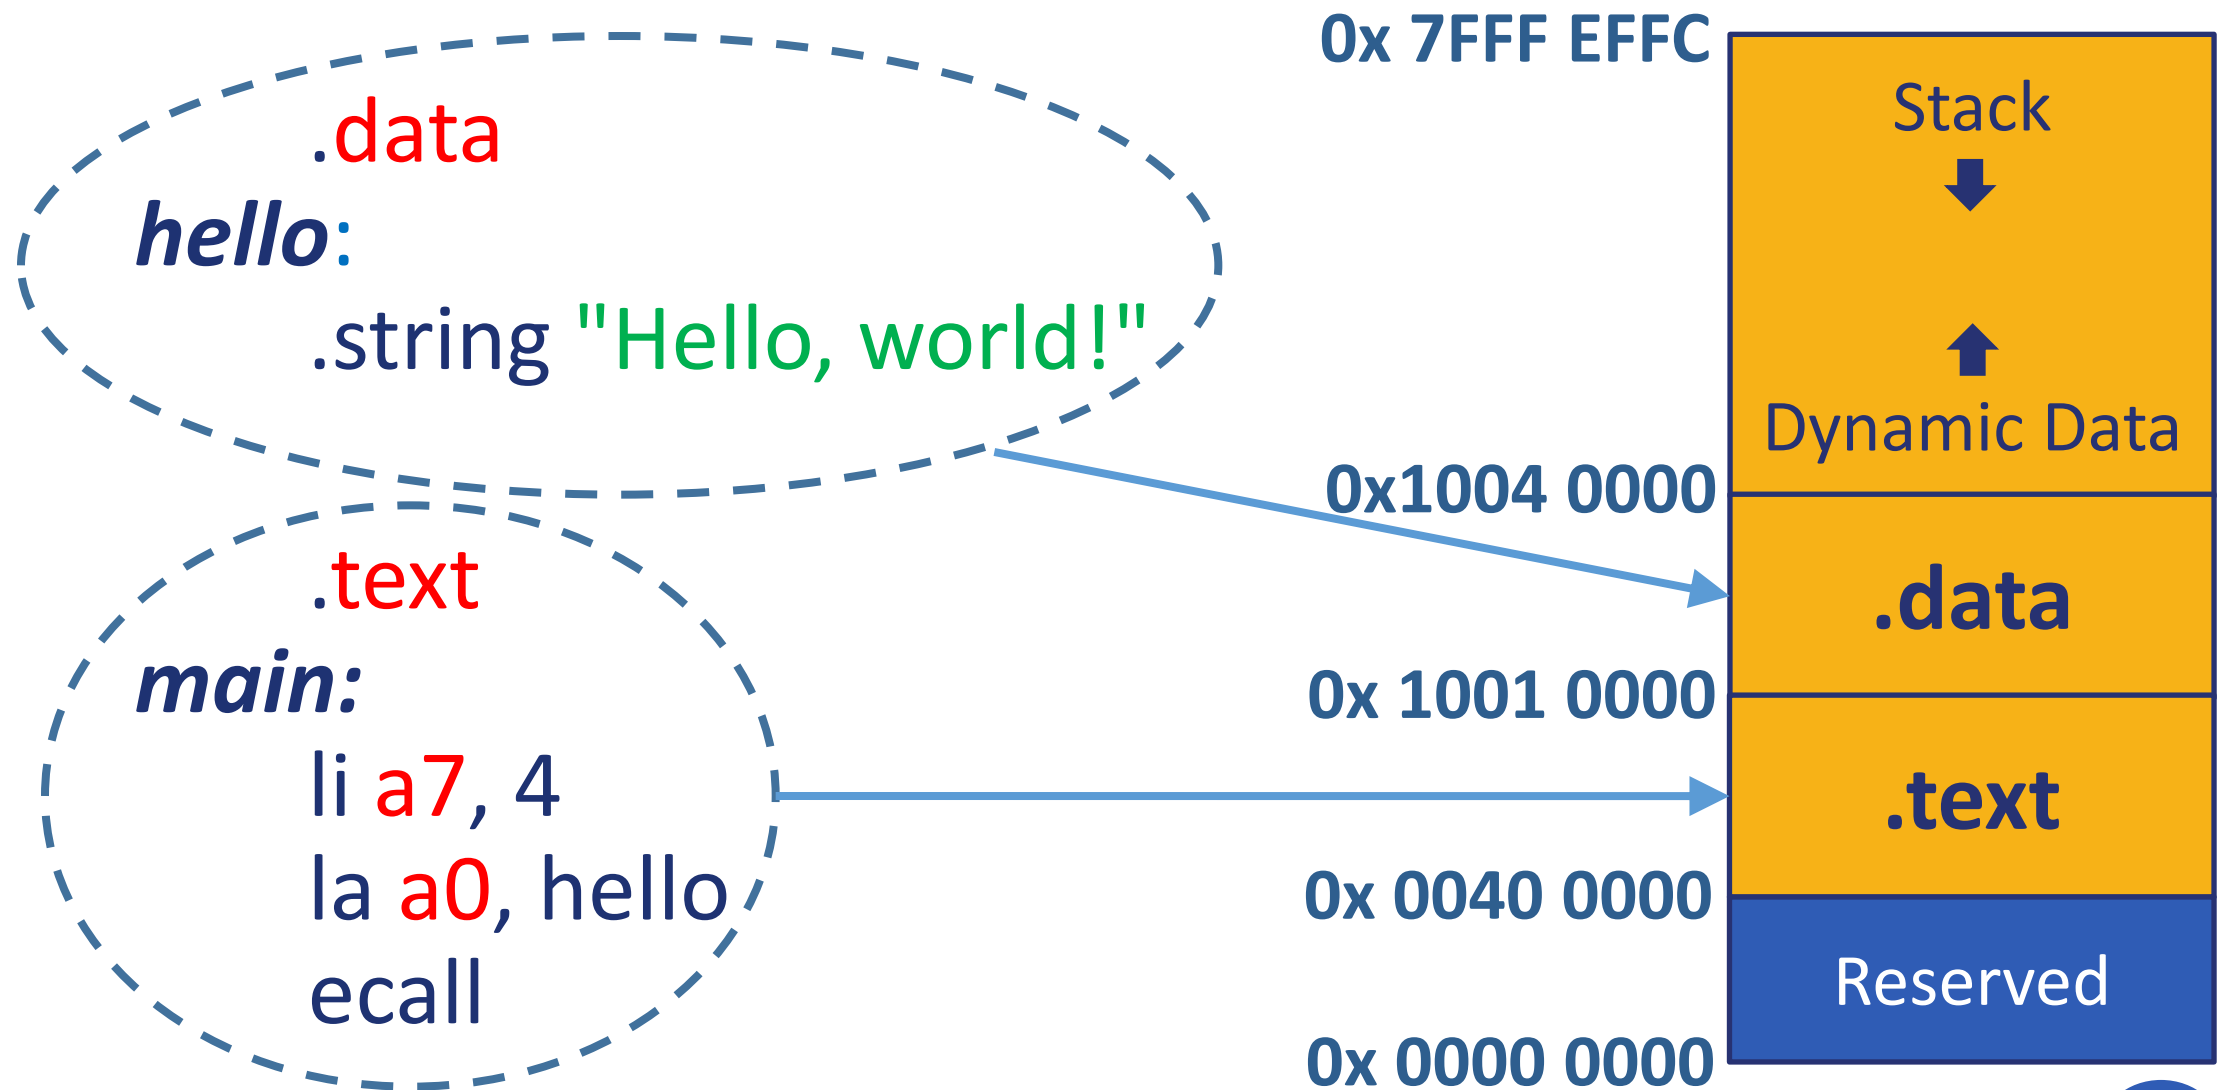 .data
hello:
.string "Hello, world!"
.text
main:
li a7, 4
la a0, hello
ecall
0x 7FFF EFFC
Stack
Dynamic Data
0x1004 0000
.data
0x 1001 0000
.text
0x 0040 0000
Reserved
0x 0000 0000